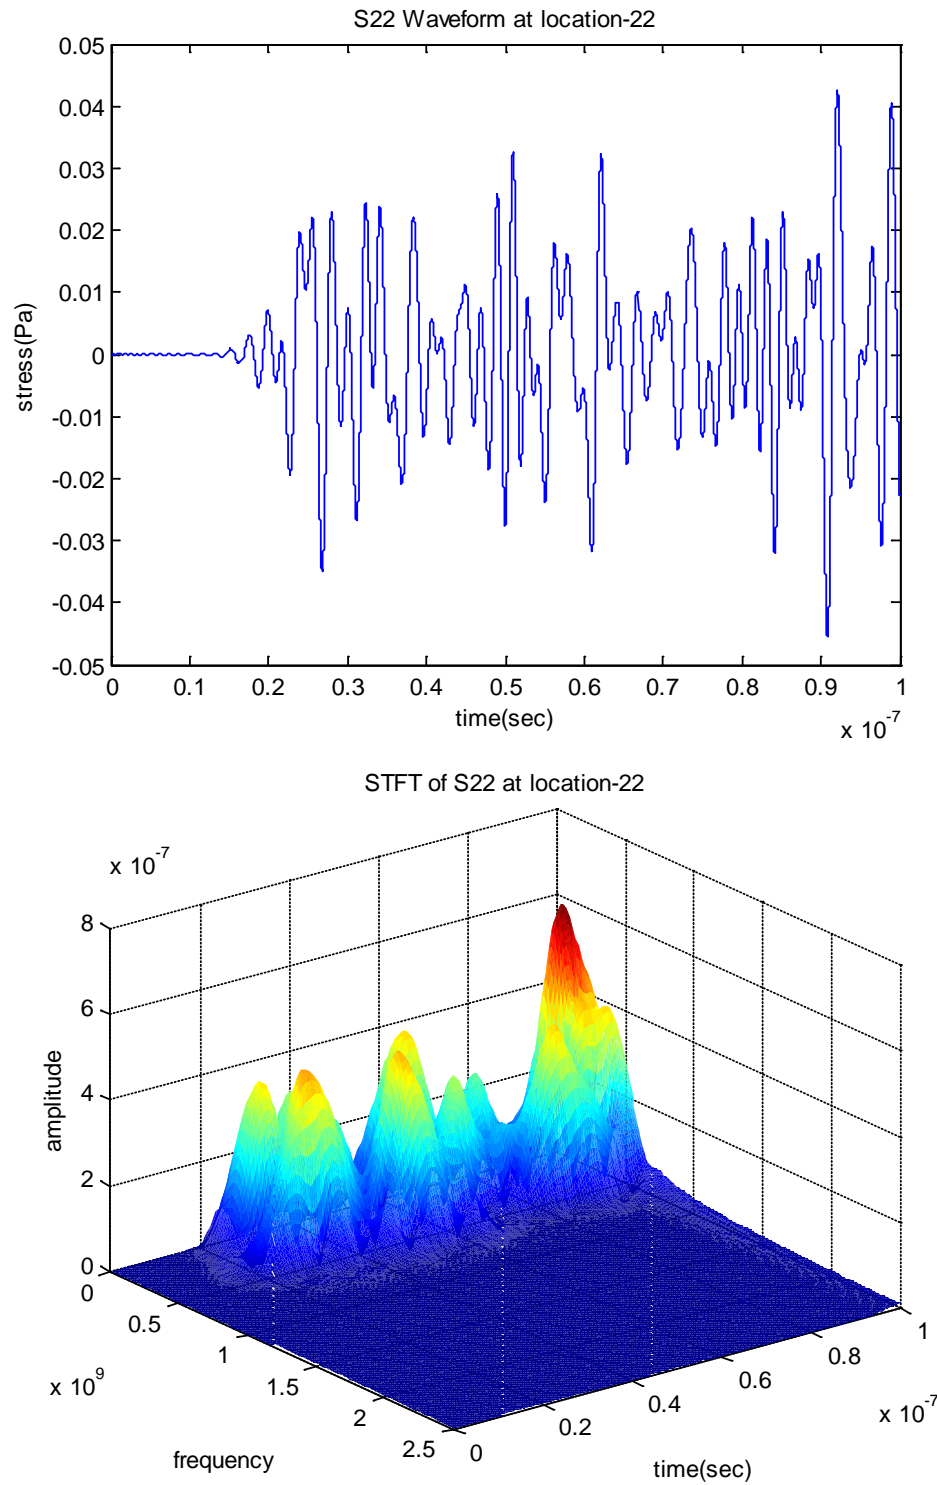 S22 Waveform at location-22
0.05
0.04
0.03
0.02
0.01
0
-0.01
-0.02
-0.03
-0.04
-0.05
stress(Pa)
0 0.1 0.2 0.3 0.4 0.5 0.6 0.7 0.8 0.9 1
time(sec)
x 10^-7
STFT of S22 at location-22
x 10^-7
8
6
4
2
0
amplitude
0 0.5 1 1.5 2 2.5
x 10^9
frequency
0 0.2 0.4 0.6 0.8 1
x 10^-7
time(sec)